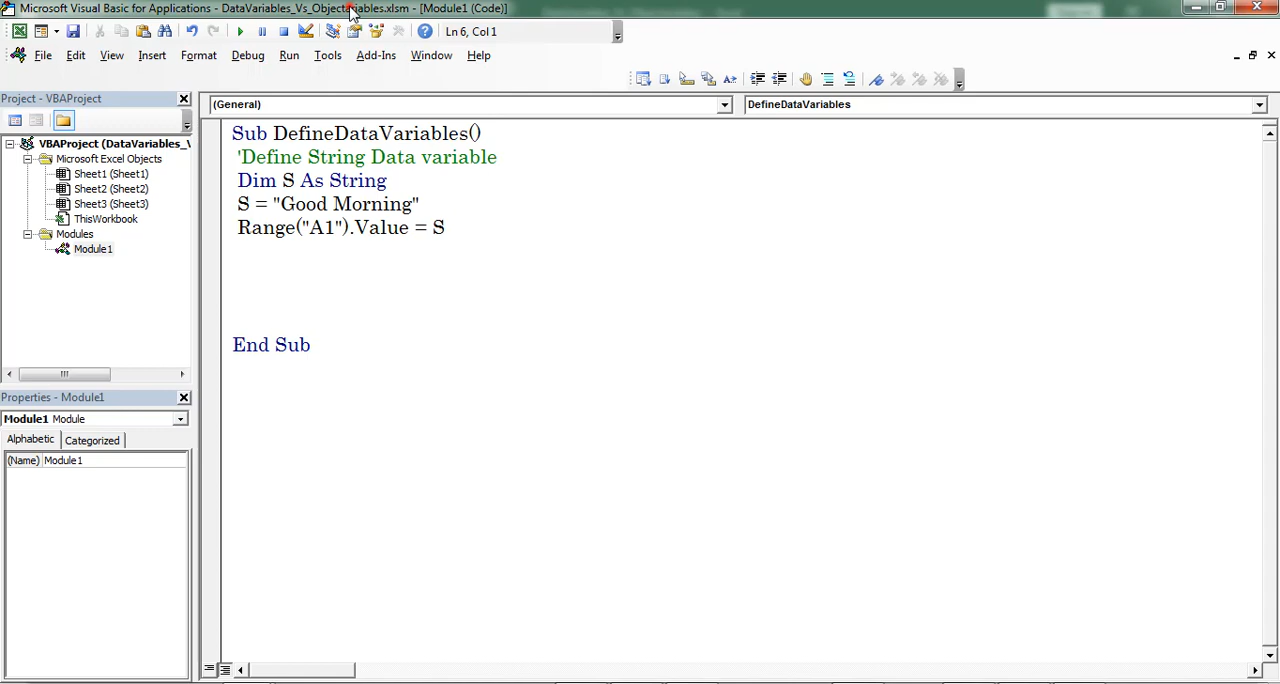 Microsoft Visual Basic for Applications - DataVariables_Vs_ObjectVariables.xlsm - [Module1 (Code)]
Ln 6, Col 1
File Edit View Insert Format Debug Run Tools Add-Ins Window Help
Project - VBAProject
(General) DefineDataVariables
VBAProject (DataVariables_V
Microsoft Excel Objects
Sheet1 (Sheet1)
Sheet2 (Sheet2)
Sheet3 (Sheet3)
ThisWorkbook
Modules
Module1
Properties - Module1
Module1 Module
Alphabetic Categorized
(Name) Module1
Sub DefineDataVariables()
'Define String Data variable
Dim S As String
S = "Good Morning"
Range("A1").Value = S
End Sub